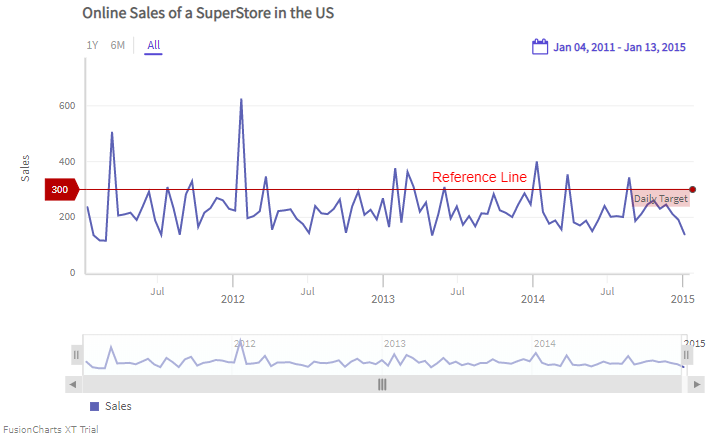 Online Sales of a SuperStore in the US
1Y 6M All
Jan 04, 2011 - Jan 13, 2015
Sales
600
400
300
200
0
Reference Line
Daily Target
Jul 2012 Jul 2013 Jul 2014 Jul 2015
2012 2013 2014 2015
Sales
FusionCharts XT Trial